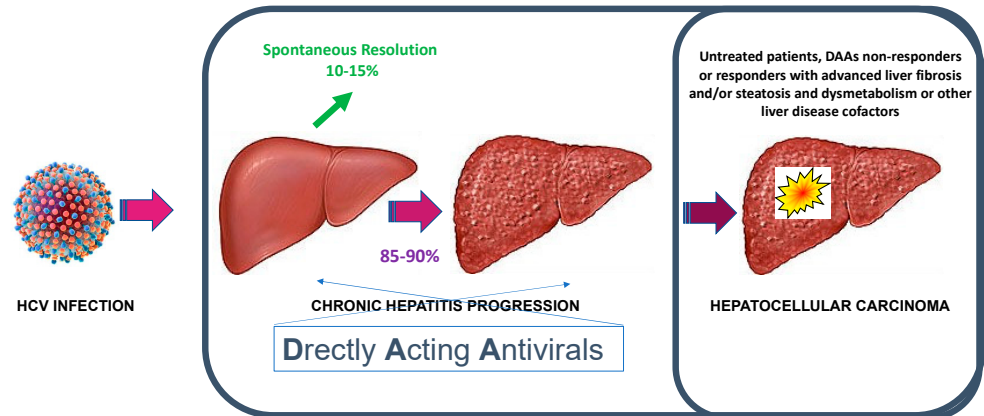 Spontaneous Resolution
10-15%
Untreated patients, DAAs non-responders
or responders with advanced liver fibrosis
and/or steatosis and dysmetabolism or other
liver disease cofactors
85-90%
HCV INFECTION
CHRONIC HEPATITIS PROGRESSION
HEPATOCELLULAR CARCINOMA
Drectly Acting Antivirals